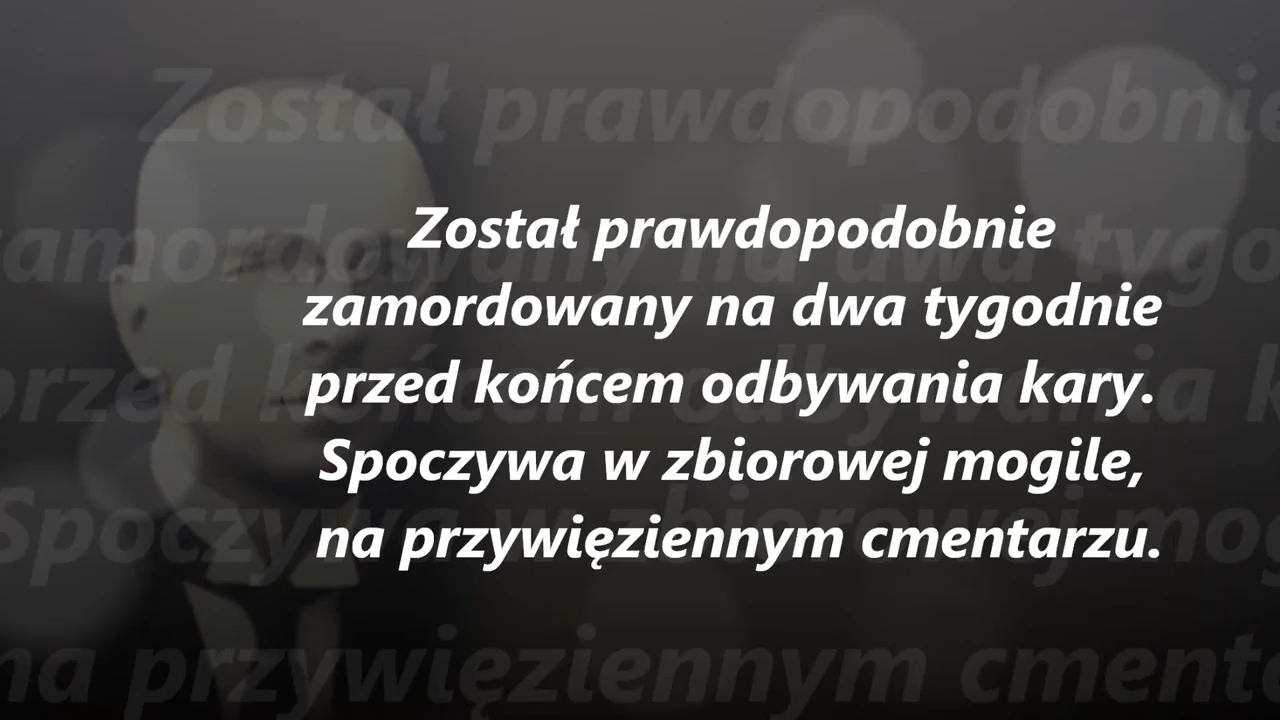 Został prawdopodobnie
zamordowany na dwa tygodnie
przed końcem odbywania kary.
Spoczywa w zbiorowej mogile,
na przywięziennym cmentarzu.